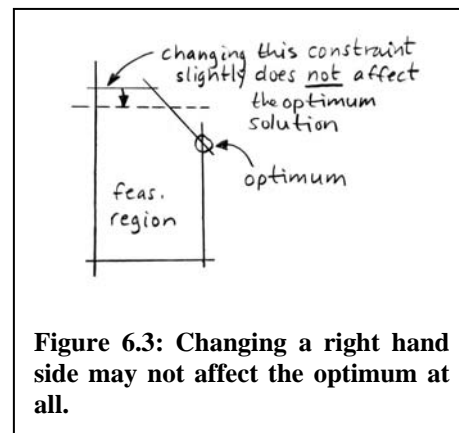 changing this constraint
slightly does not affect
the optimum
solution
optimum
feas.
region
Figure 6.3: Changing a right hand
side may not affect the optimum at
all.